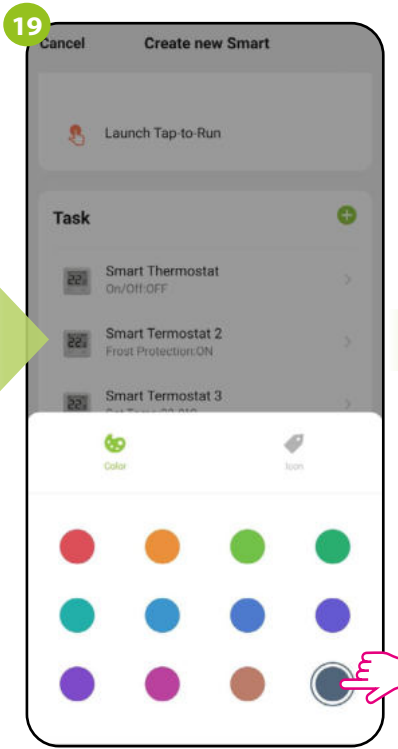 19
Cancel Create new Smart
Launch Tap-to-Run
Task
Smart Thermostat
On/Off:OFF
Smart Termostat 2
Frost Protection:ON
Smart Termostat 3
Color Icon